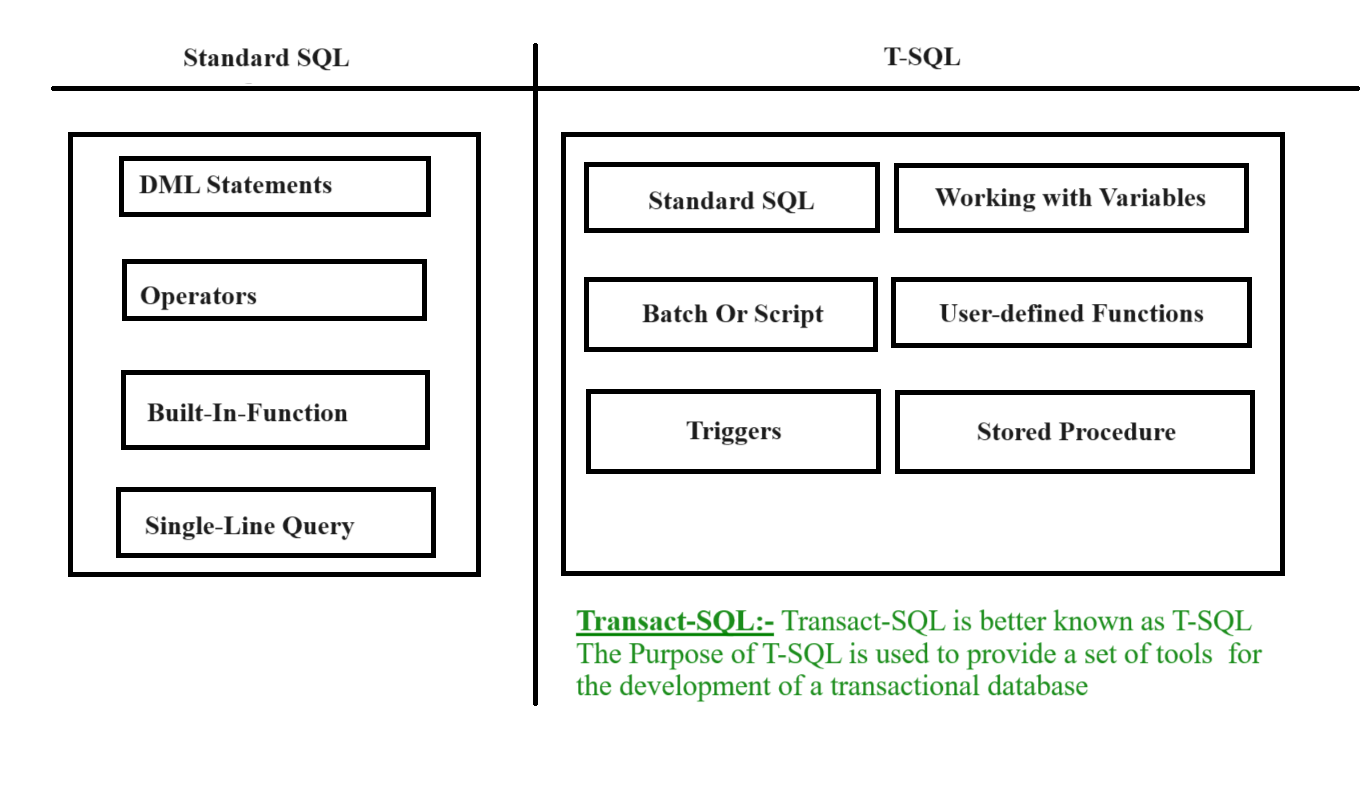 Standard SQL
T-SQL
DML Statements
Operators
Built-In-Function
Single-Line Query
Standard SQL
Working with Variables
Batch Or Script
User-defined Functions
Triggers
Stored Procedure
Transact-SQL:- Transact-SQL is better known as T-SQL
The Purpose of T-SQL is used to provide a set of tools  for
the development of a transactional database